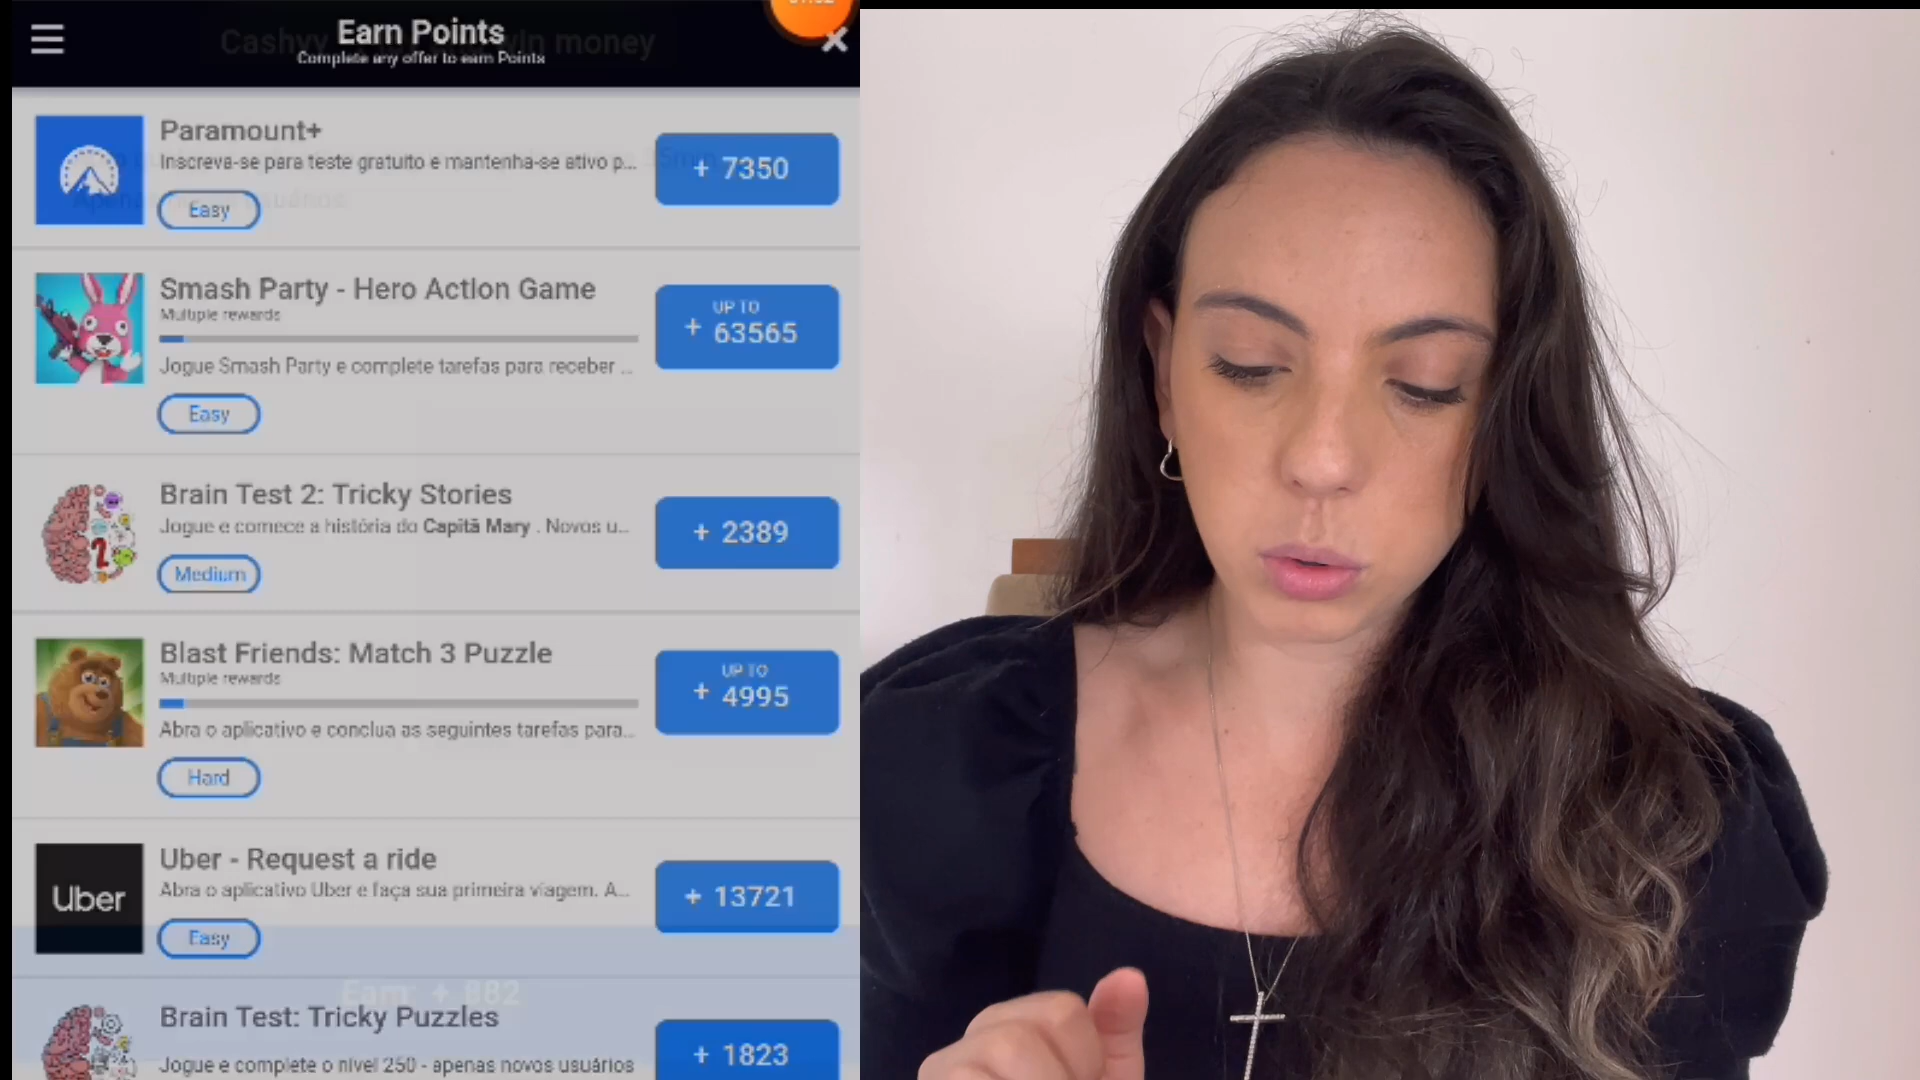 Earn Points
Complete any offer to earn Points
Paramount+
Inscreva-se para teste gratuito e mantenha-se ativo p...
+ 7350
Easy
Smash Party - Hero Action Game
Multiple rewards
UP TO
+ 63565
Jogue Smash Party e complete tarefas para receber ...
Easy
Brain Test 2: Tricky Stories
Jogue e comece a história do Capitã Mary . Novos u...
+ 2389
2
Medium
Blast Friends: Match 3 Puzzle
Multiple rewards
UP TO
+ 4995
Abra o aplicativo e conclua as seguintes tarefas para...
Hard
Uber
Uber - Request a ride
Abra o aplicativo Uber e faça sua primeira viagem. A...
+ 13721
Easy
Earn + 882
Brain Test: Tricky Puzzles
Jogue e complete o nível 250 - apenas novos usuários
+ 1823